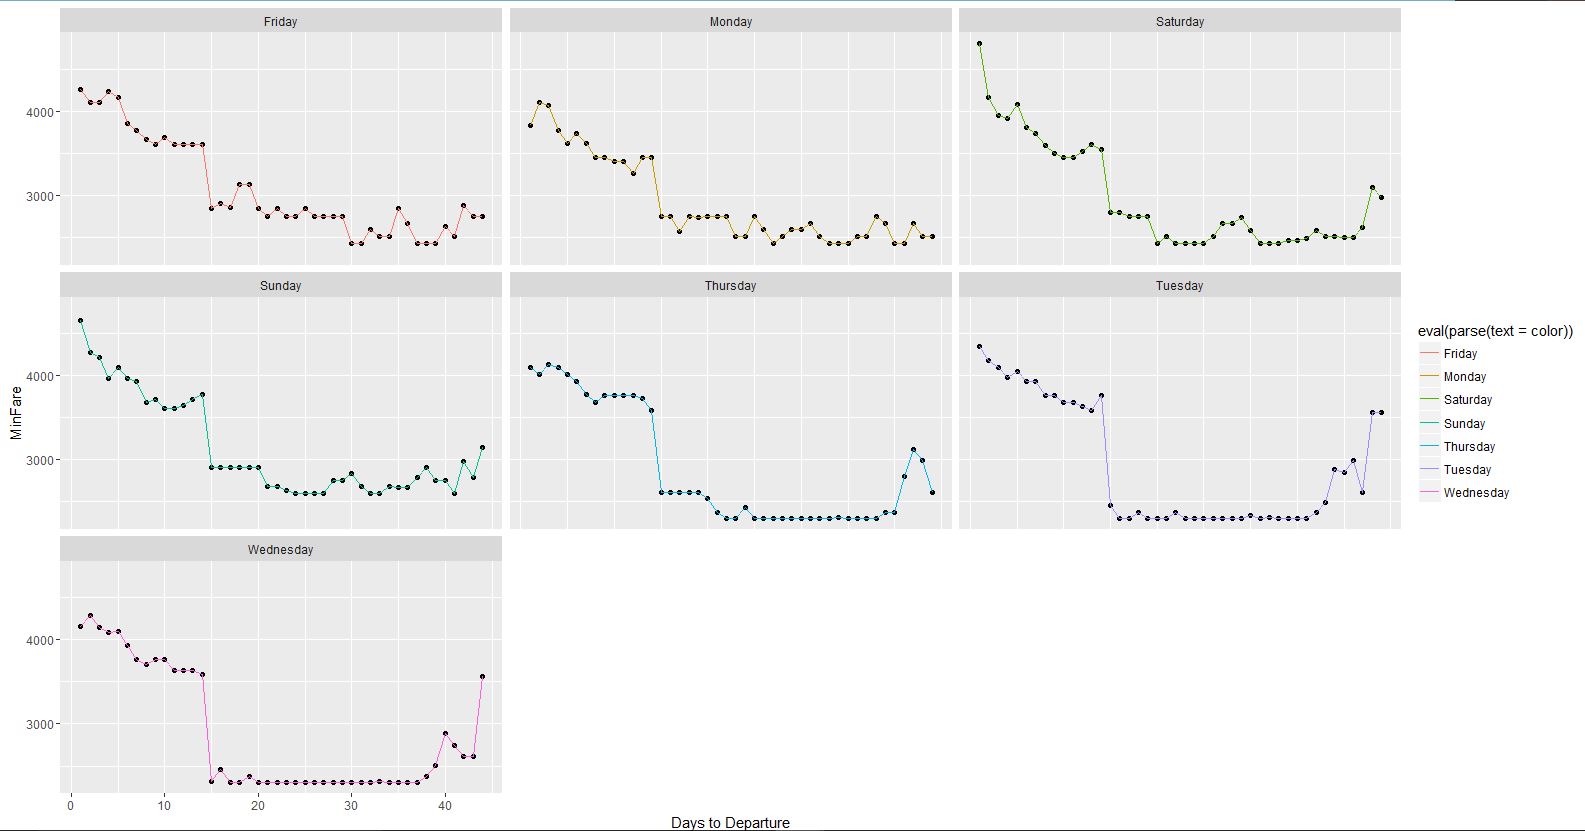 Friday
Monday
Saturday
4000
3000
Sunday
Thursday
Tuesday
4000
3000
Wednesday
4000
3000
0 10 20 30 40
Days to Departure
MinFare
eval(parse(text = color))
Friday
Monday
Saturday
Sunday
Thursday
Tuesday
Wednesday